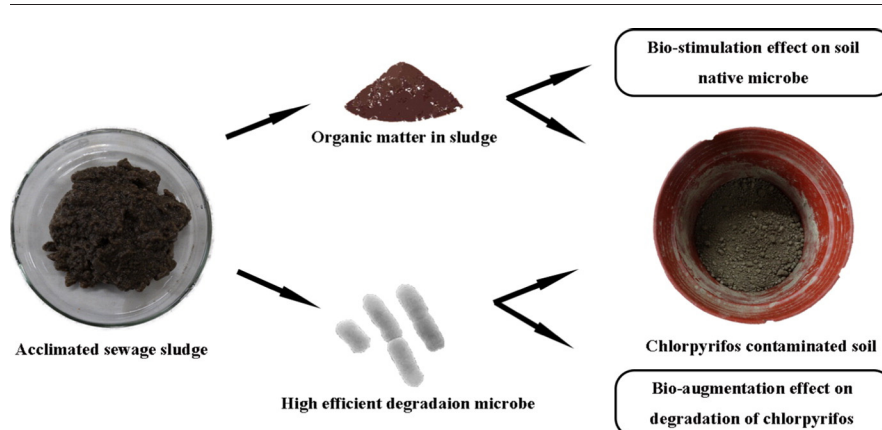 Bio-stimulation effect on soil
native microbe
Organic matter in sludge
Acclimated sewage sludge
Chlorpyrifos contaminated soil
High efficient degradaion microbe
Bio-augmentation effect on
degradation of chlorpyrifos